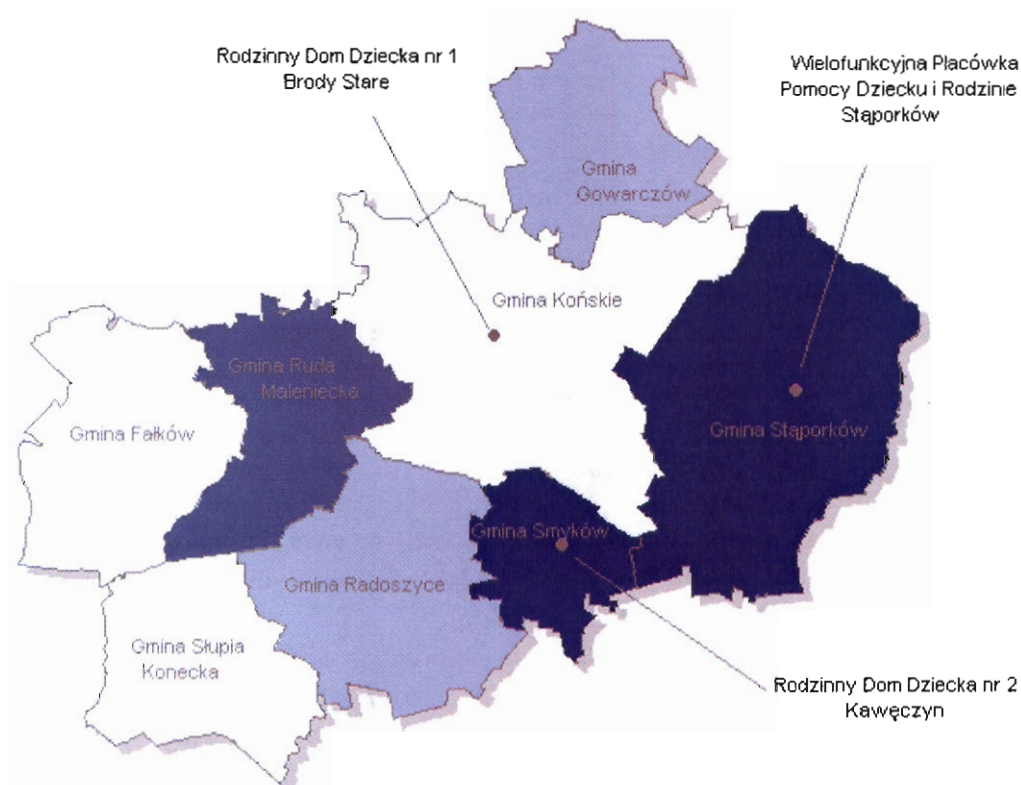 Rodzinny Dom Dziecka nr 1
Brody Stare
Wielofunkcyjna Placówka
Pomocy Dziecku i Rodzinie
Stąporków
Gmina
Gowarczów
Gmina Końskie
Gmina Ruda
Maleniecka
Gmina Fałków
Gmina Stąporków
Gmina Smyków
Gmina Radoszyce
Gmina Słupia
Konecka
Rodzinny Dom Dziecka nr 2
Kawęczyn